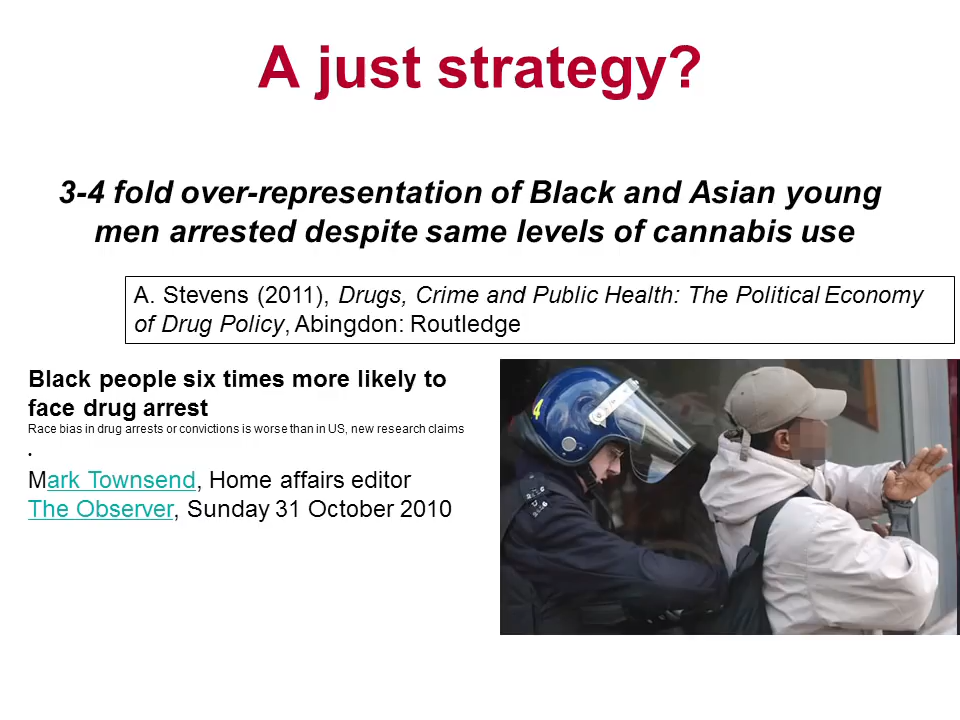 A just strategy?
3-4 fold over-representation of Black and Asian young
men arrested despite same levels of cannabis use
A. Stevens (2011), Drugs, Crime and Public Health: The Political Economy
of Drug Policy, Abingdon: Routledge
Black people six times more likely to
face drug arrest
Race bias in drug arrests or convictions is worse than in US, new research claims
.
Mark Townsend, Home affairs editor
The Observer, Sunday 31 October 2010
4